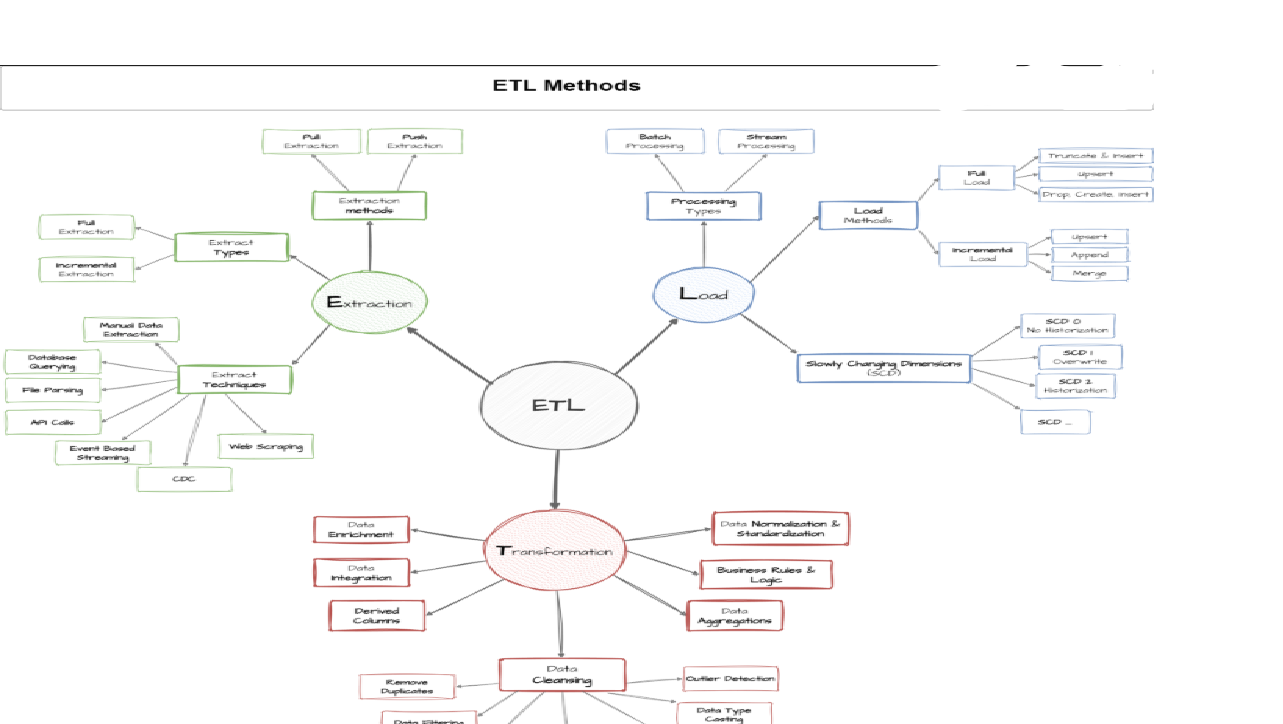 ETL Methods
Pull
Extraction
Push
Extraction
Extraction
methods
Full
Extraction
Incremental
Extraction
Extract
Types
Extraction
Manual Data
Extraction
Database
Querying
File Parsing
API Calls
Event Based
Streaming
CDC
Web Scraping
Extract
Techniques
Batch
Processing
Stream
Processing
Processing
Types
Load
Load
Methods
Full
Load
Truncate & Insert
Upsert
Drop, Create, Insert
Incremental
Load
Upsert
Append
Merge
Slowly Changing Dimensions
(SCD)
SCD 0
No Historization
SCD 1
Overwrite
SCD 2
Historization
SCD ...
ETL
Transformation
Data
Enrichment
Data
Integration
Derived
Columns
Data Normalization &
Standardization
Business Rules &
Logic
Data
Aggregations
Data
Cleansing
Remove
Duplicates
Data Filtering
Outlier Detection
Data Type
Casting